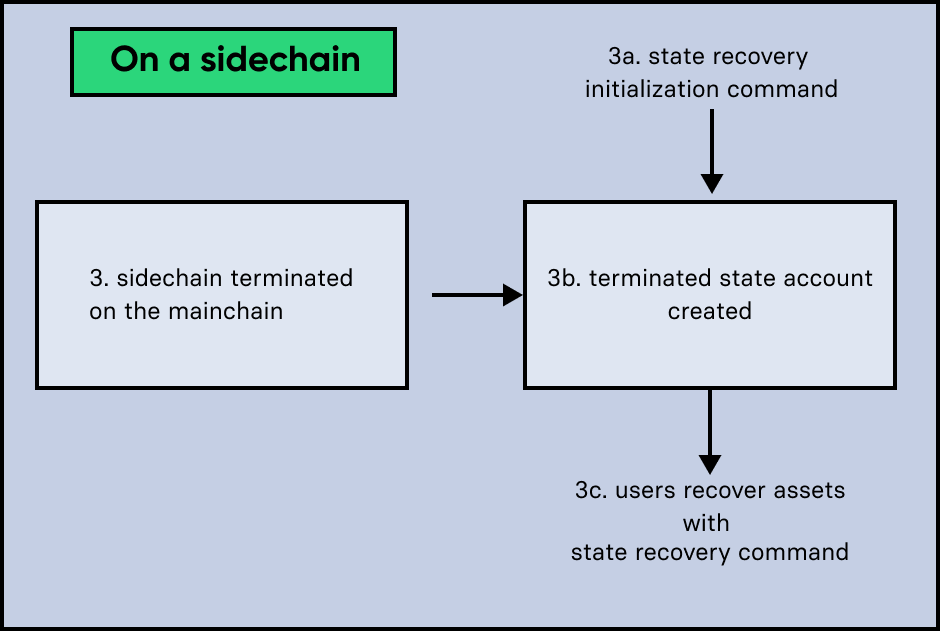 On a sidechain
3a. state recovery
initialization command
3. sidechain terminated
on the mainchain
3b. terminated state account
created
3c. users recover assets
with
state recovery command